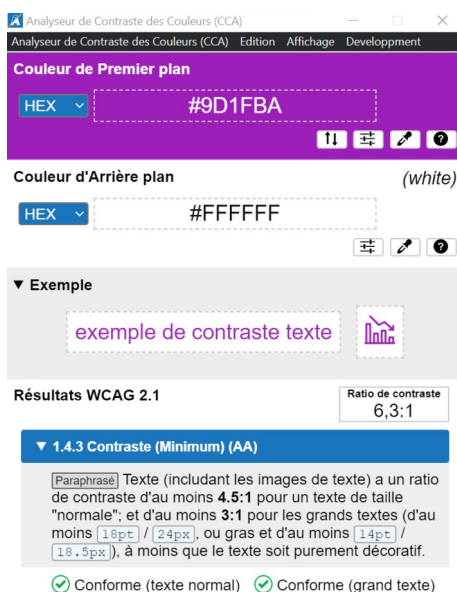 Analyseur de Contraste des Couleurs (CCA)
Analyseur de Contraste des Couleurs (CCA) Edition Affichage Developpment
Couleur de Premier plan
HEX #9D1FBA
Couleur d'Arrière plan (white)
HEX #FFFFFF
▼ Exemple
exemple de contraste texte
Résultats WCAG 2.1
Ratio de contraste
6,3:1
▼ 1.4.3 Contraste (Minimum) (AA)
Paraphrasé Texte (includant les images de texte) a un ratio
de contraste d'au moins 4.5:1 pour un texte de taille
"normale"; et d'au moins 3:1 pour les grands textes (d'au
moins 18pt / 24px, ou gras et d'au moins 14pt /
18.5px), à moins que le texte soit purement décoratif.
Conforme (texte normal) Conforme (grand texte)